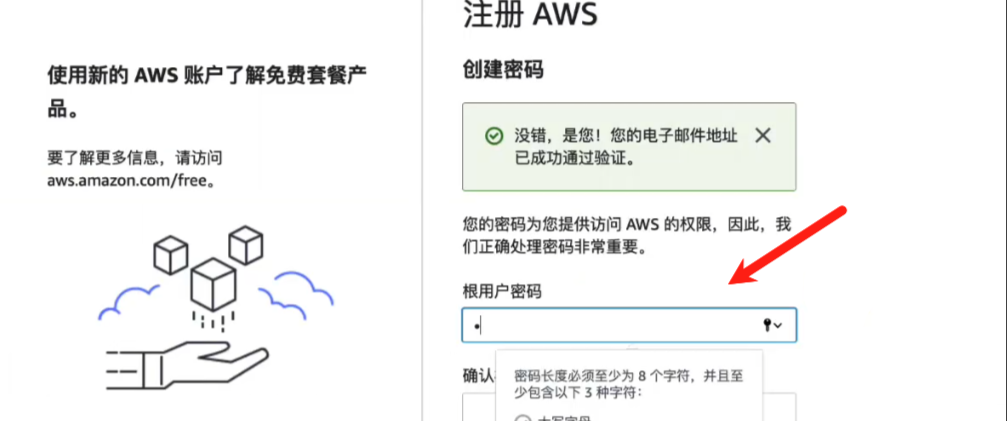 使用新的 AWS 账户了解免费套餐产
品。
要了解更多信息，请访问
aws.amazon.com/free。
注册 AWS
创建密码
没错，是您！您的电子邮件地址
已成功通过验证。
您的密码为您提供访问 AWS 的权限，因此，我
们正确处理密码非常重要。
根用户密码
确认
密码长度必须至少为 8 个字符，并且至
少包含以下 3 种字符：
大写字母